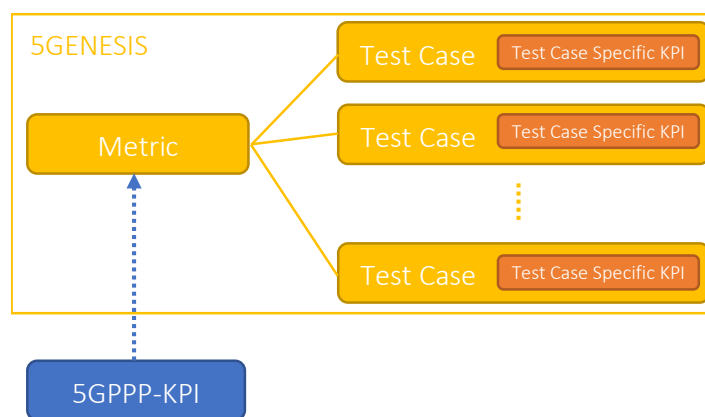 5GENESIS
Test Case
Test Case Specific KPI
Test Case
Test Case Specific KPI
Metric
Test Case
Test Case Specific KPI
5GPPP-KPI